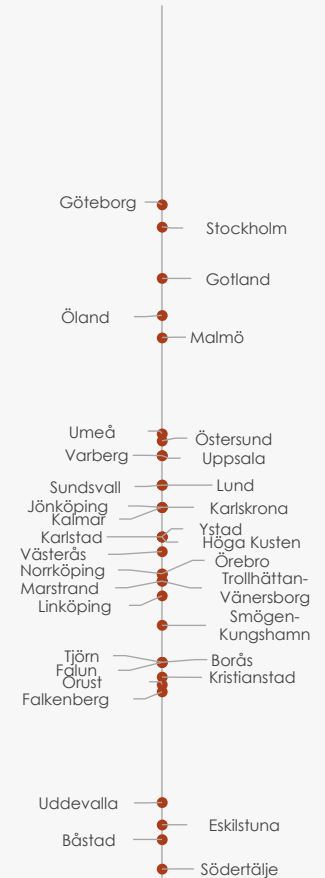 Göteborg
Stockholm
Gotland
Öland
Malmö
Umeå
Östersund
Varberg
Uppsala
Sundsvall
Lund
Jönköping
Karlskrona
Kalmar
Ystad
Karlstad
Höga Kusten
Västerås
Örebro
Norrköping
Trollhättan-
Vänersborg
Marstrand
Linköping
Smögen-
Kungshamn
Tjörn
Borås
Falun
Kristianstad
Orust
Falkenberg
Uddevalla
Eskilstuna
Båstad
Södertälje